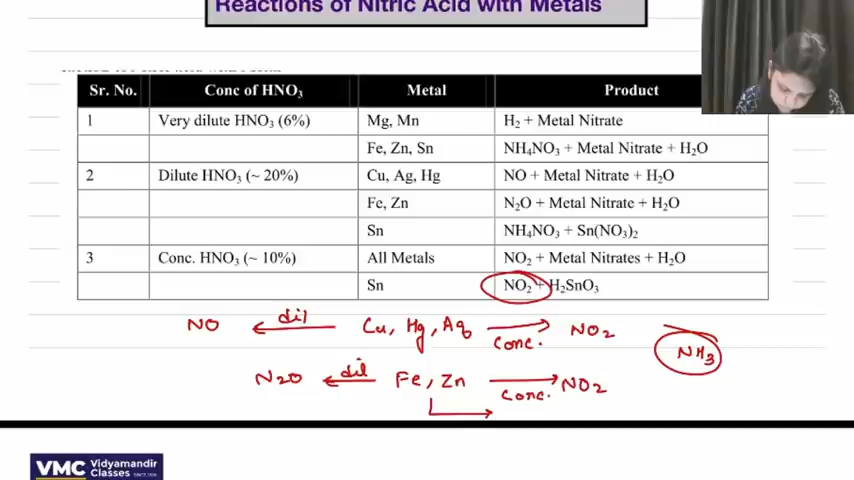 Reactions of Nitric Acid with Metals
Sr. No. Conc of HNO₃ Metal Product
1 Very dilute HNO₃ (6%) Mg, Mn H₂ + Metal Nitrate
Fe, Zn, Sn NH₄NO₃ + Metal Nitrate + H₂O
2 Dilute HNO₃ (~ 20%) Cu, Ag, Hg NO + Metal Nitrate + H₂O
Fe, Zn N₂O + Metal Nitrate + H₂O
Sn NH₄NO₃ + Sn(NO₃)₂
3 Conc. HNO₃ (~ 10%) All Metals NO₂ + Metal Nitrates + H₂O
Sn NO₂ + H₂SnO₃
NO ← dil Cu, Hg, Ag → conc. NO₂
NH₃
N₂O ← dil Fe, Zn → conc. NO₂
VMC Vidyamandir
Classes SINCE 1986